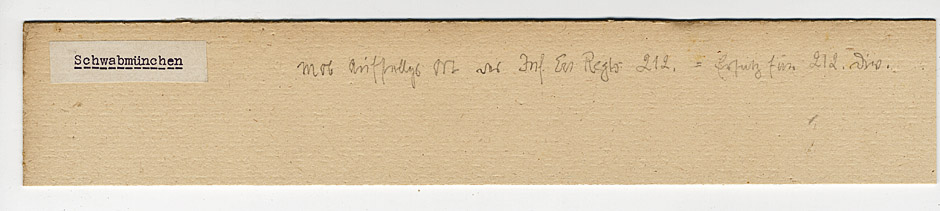 Schwabmünchen
Mob Aufstellgs Ort des Inf. Ers Regts 212. = Ersatz für 212. Div.